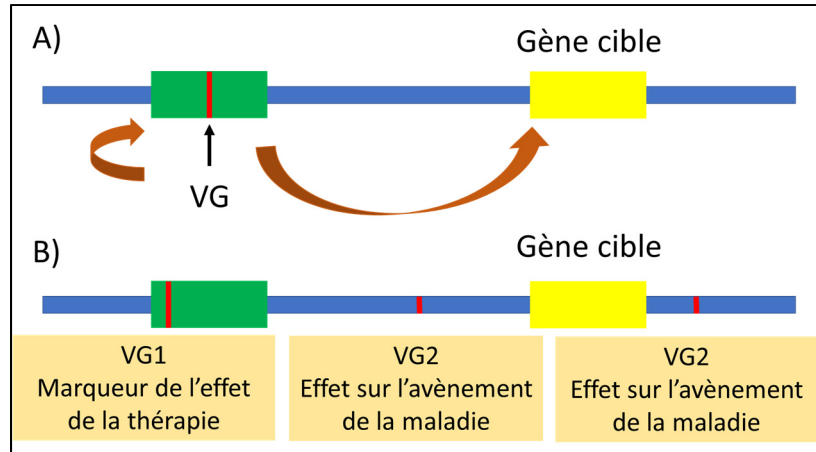 A)
Gène cible
VG
B)
Gène cible
VG1
Marqueur de l'effet
de la thérapie
VG2
Effet sur l'avènement
de la maladie
VG2
Effet sur l'avènement
de la maladie